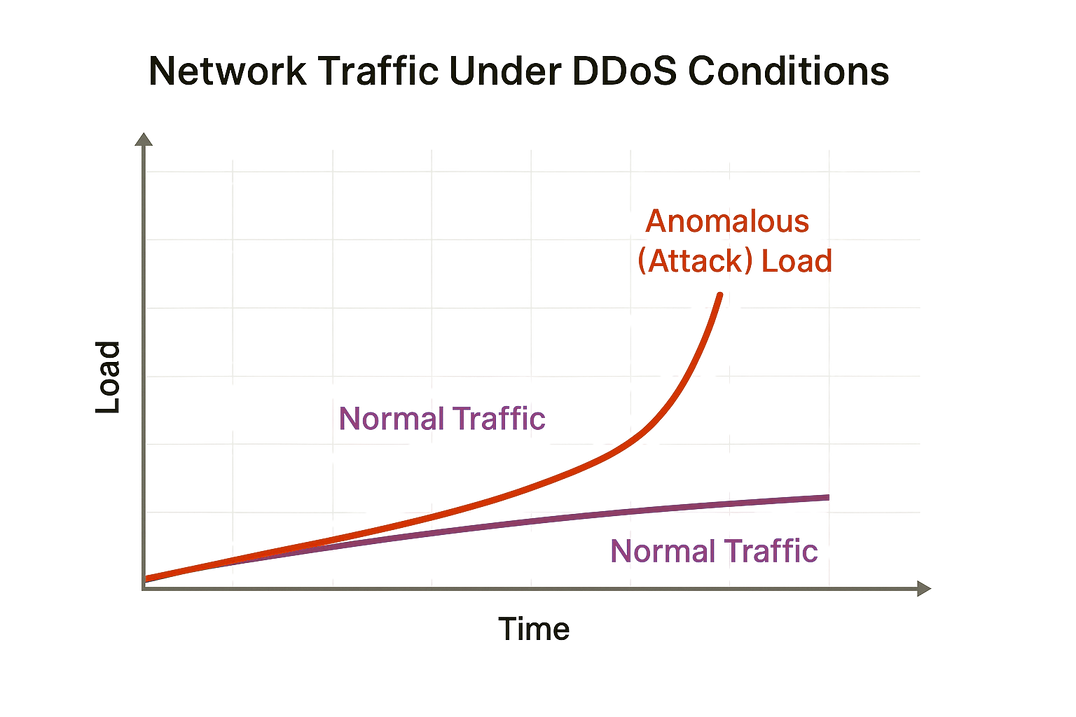 Network Traffic Under DDoS Conditions
Anomalous
(Attack) Load
Load
Normal Traffic
Normal Traffic
Time